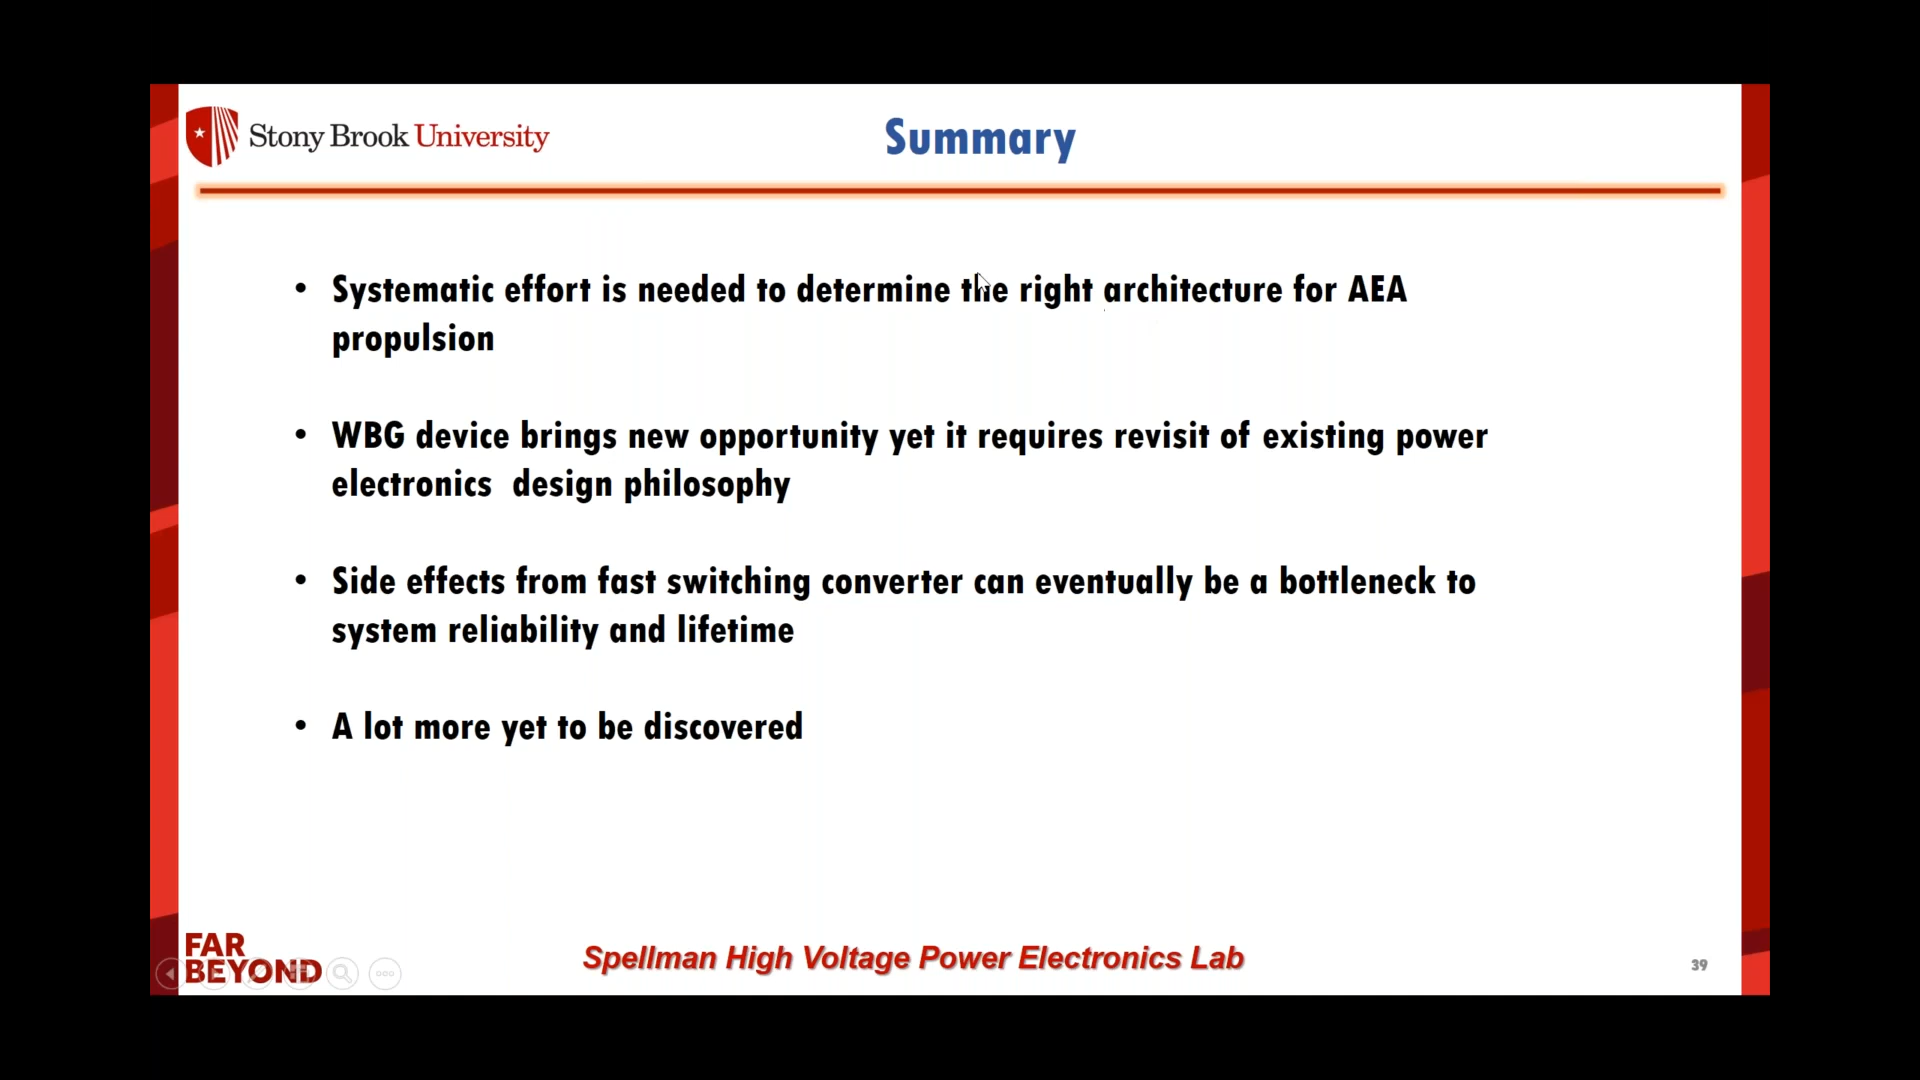 Stony Brook University
Summary
• Systematic effort is needed to determine the right architecture for AEA
propulsion
• WBG device brings new opportunity yet it requires revisit of existing power
electronics  design philosophy
• Side effects from fast switching converter can eventually be a bottleneck to
system reliability and lifetime
• A lot more yet to be discovered
FAR
BEYOND
Spellman High Voltage Power Electronics Lab
39